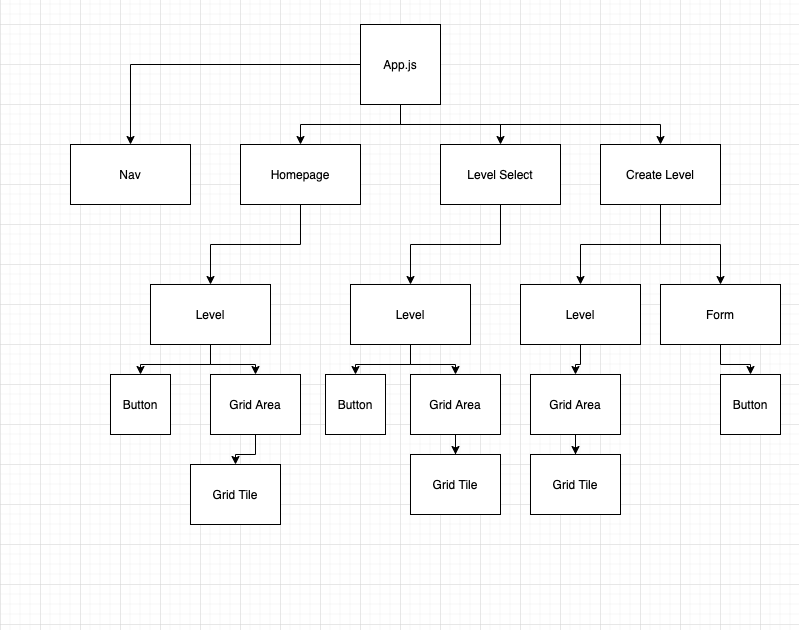 App.js
Nav
Homepage
Level Select
Create Level
Level
Level
Level
Form
Button
Grid Area
Button
Grid Area
Grid Area
Button
Grid Tile
Grid Tile
Grid Tile